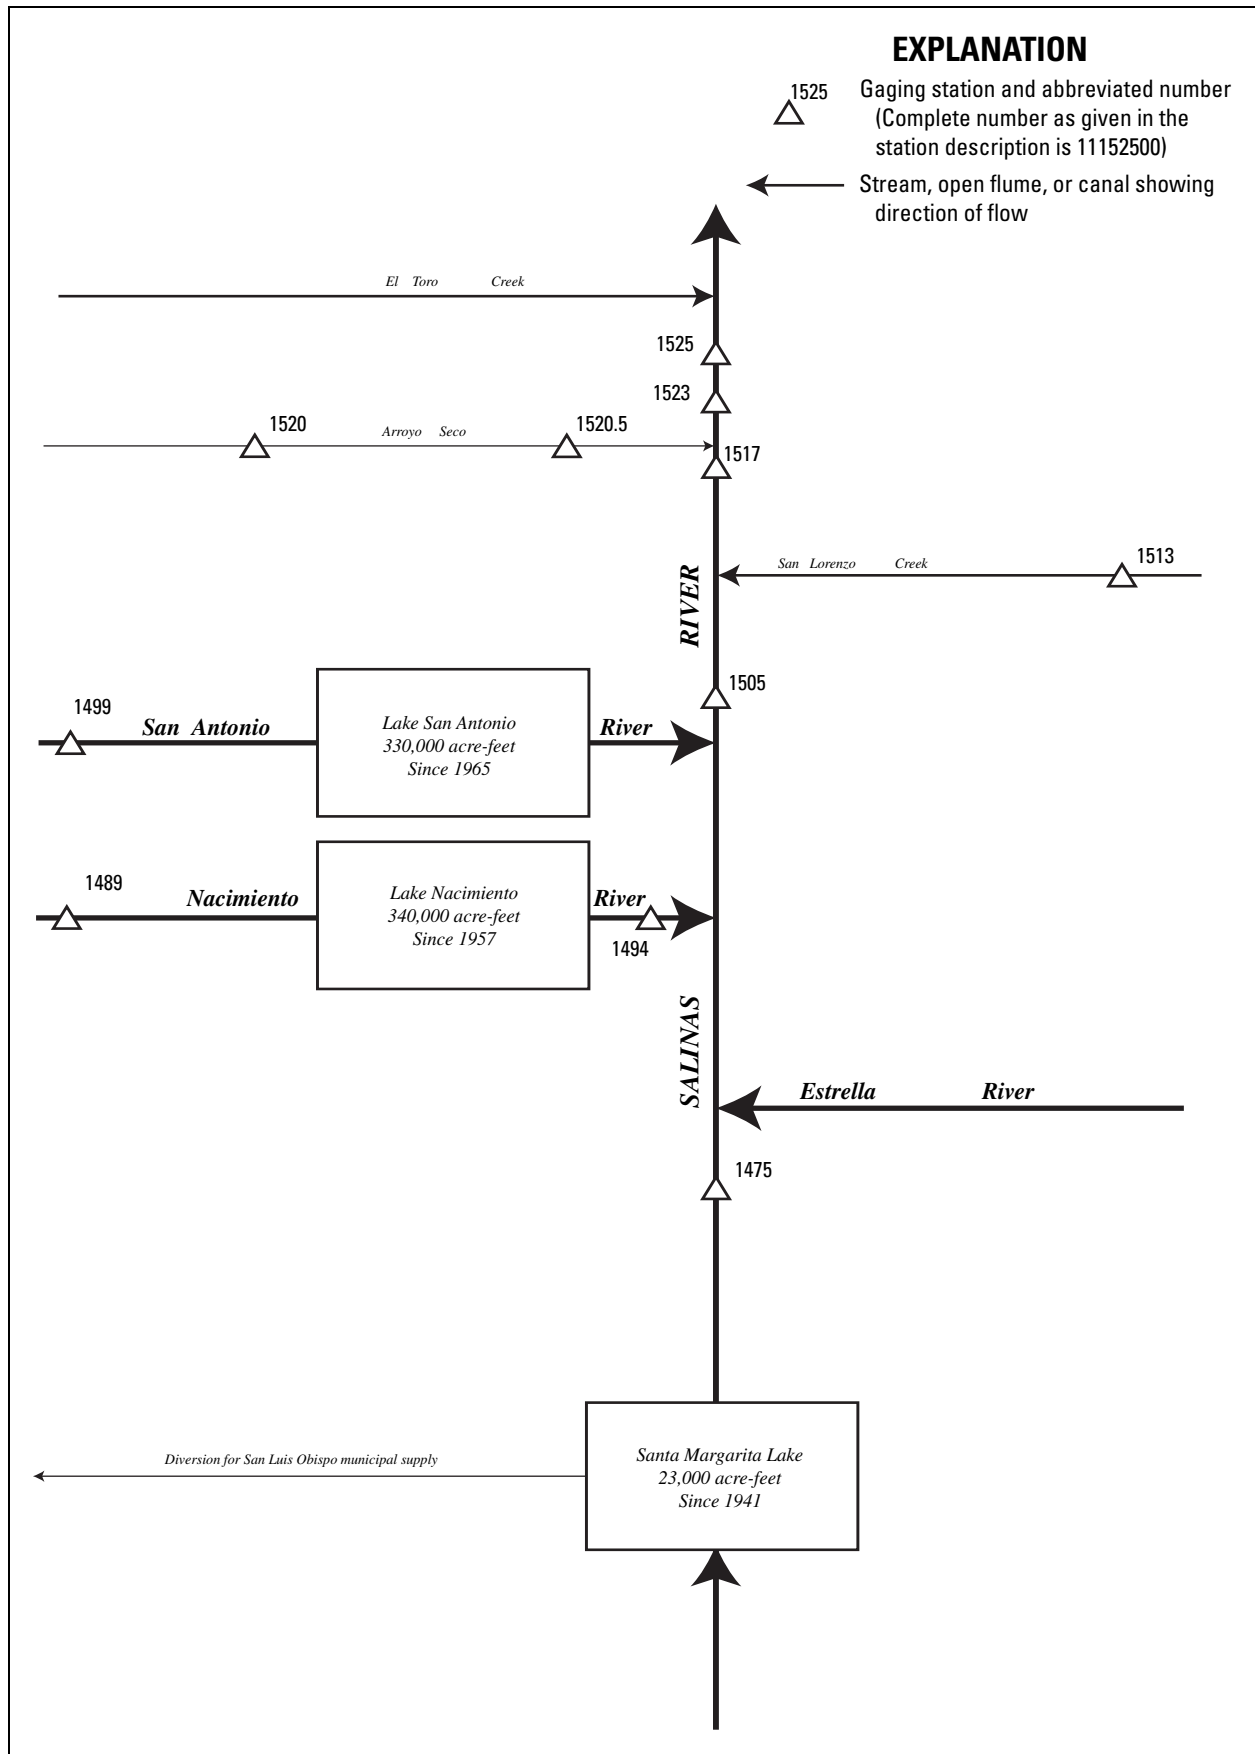 EXPLANATION
1525
Gaging station and abbreviated number
(Complete number as given in the
station description is 11152500)
Stream, open flume, or canal showing
direction of flow
El Toro Creek
1525
1523
1520
Arroyo Seco
1520.5
1517
San Lorenzo Creek
1513
RIVER
1505
1499
San Antonio
Lake San Antonio
330,000 acre-feet
Since 1965
River
1489
Nacimiento
Lake Nacimiento
340,000 acre-feet
Since 1957
River
1494
SALINAS
Estrella River
1475
Diversion for San Luis Obispo municipal supply
Santa Margarita Lake
23,000 acre-feet
Since 1941